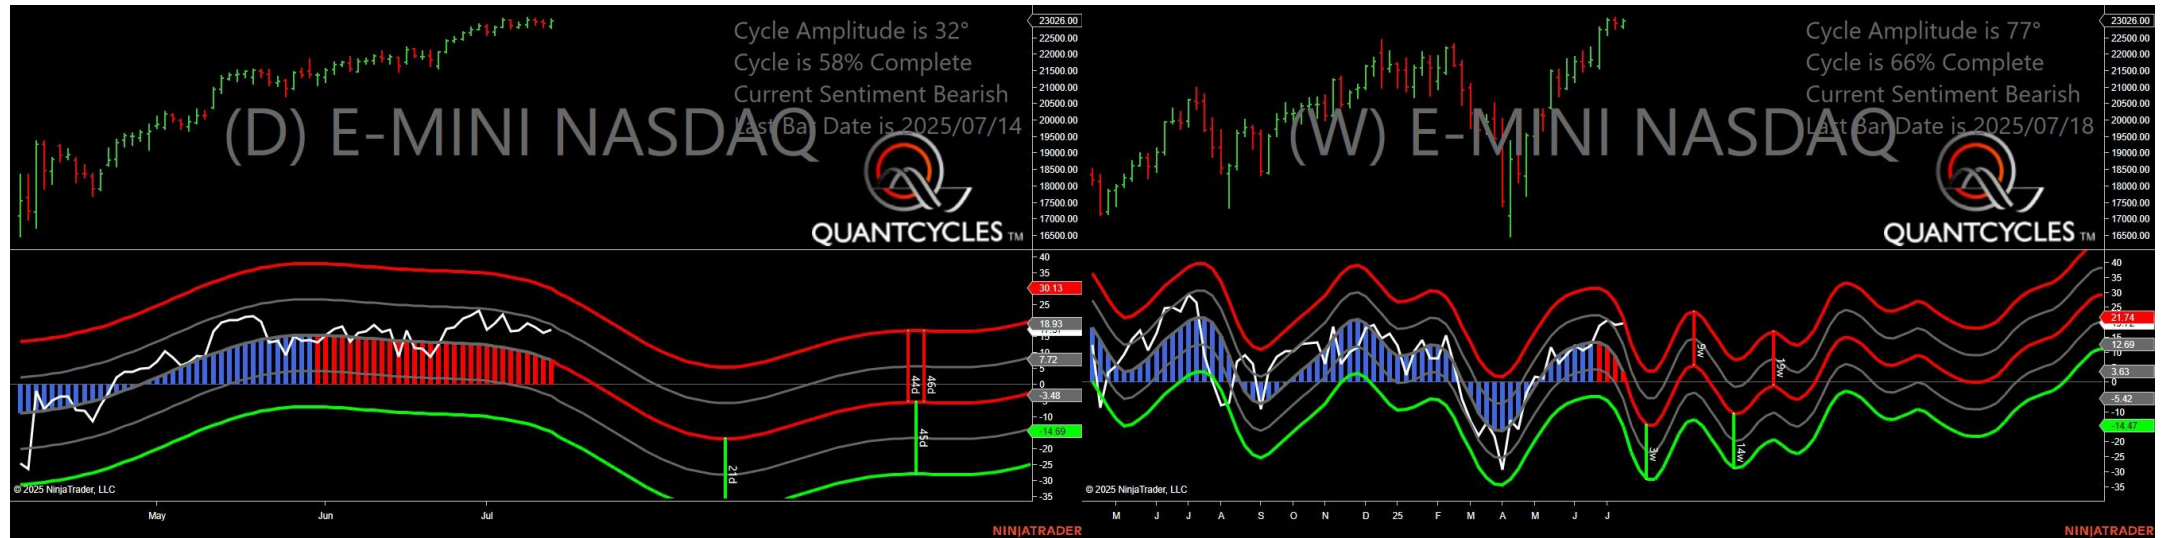 Cycle Amplitude is 32°
Cycle is 58% Complete
Current Sentiment Bearish
Last Bar Date is 2025/07/14
(D) E-MINI NASDAQ
QUANTCYCLES TM
23026.00
22500.00
22000.00
21500.00
21000.00
20500.00
20000.00
19500.00
19000.00
18500.00
18000.00
17500.00
17000.00
16500.00
40
35
30.13
25
18.93
15
10
7.72
5
0
-3.48
-10
-14.69
-20
-25
-30
-35
44d
46d
45d
21d
© 2025 NinjaTrader, LLC
May
Jun
Jul
NINJATRADER
Cycle Amplitude is 77°
Cycle is 66% Complete
Current Sentiment Bearish
Last Bar Date is 2025/07/18
(W) E-MINI NASDAQ
QUANTCYCLES TM
23026.00
22500.00
22000.00
21500.00
21000.00
20500.00
20000.00
19500.00
19000.00
18500.00
18000.00
17500.00
17000.00
16500.00
40
35
30
25
21.74
12.69
10
3.63
0
-5.42
-10
-14.47
-20
-25
-30
-35
9w
19w
3w
14w
© 2025 NinjaTrader, LLC
M J J A S O N D 25 F M A M J J
NINJATRADER